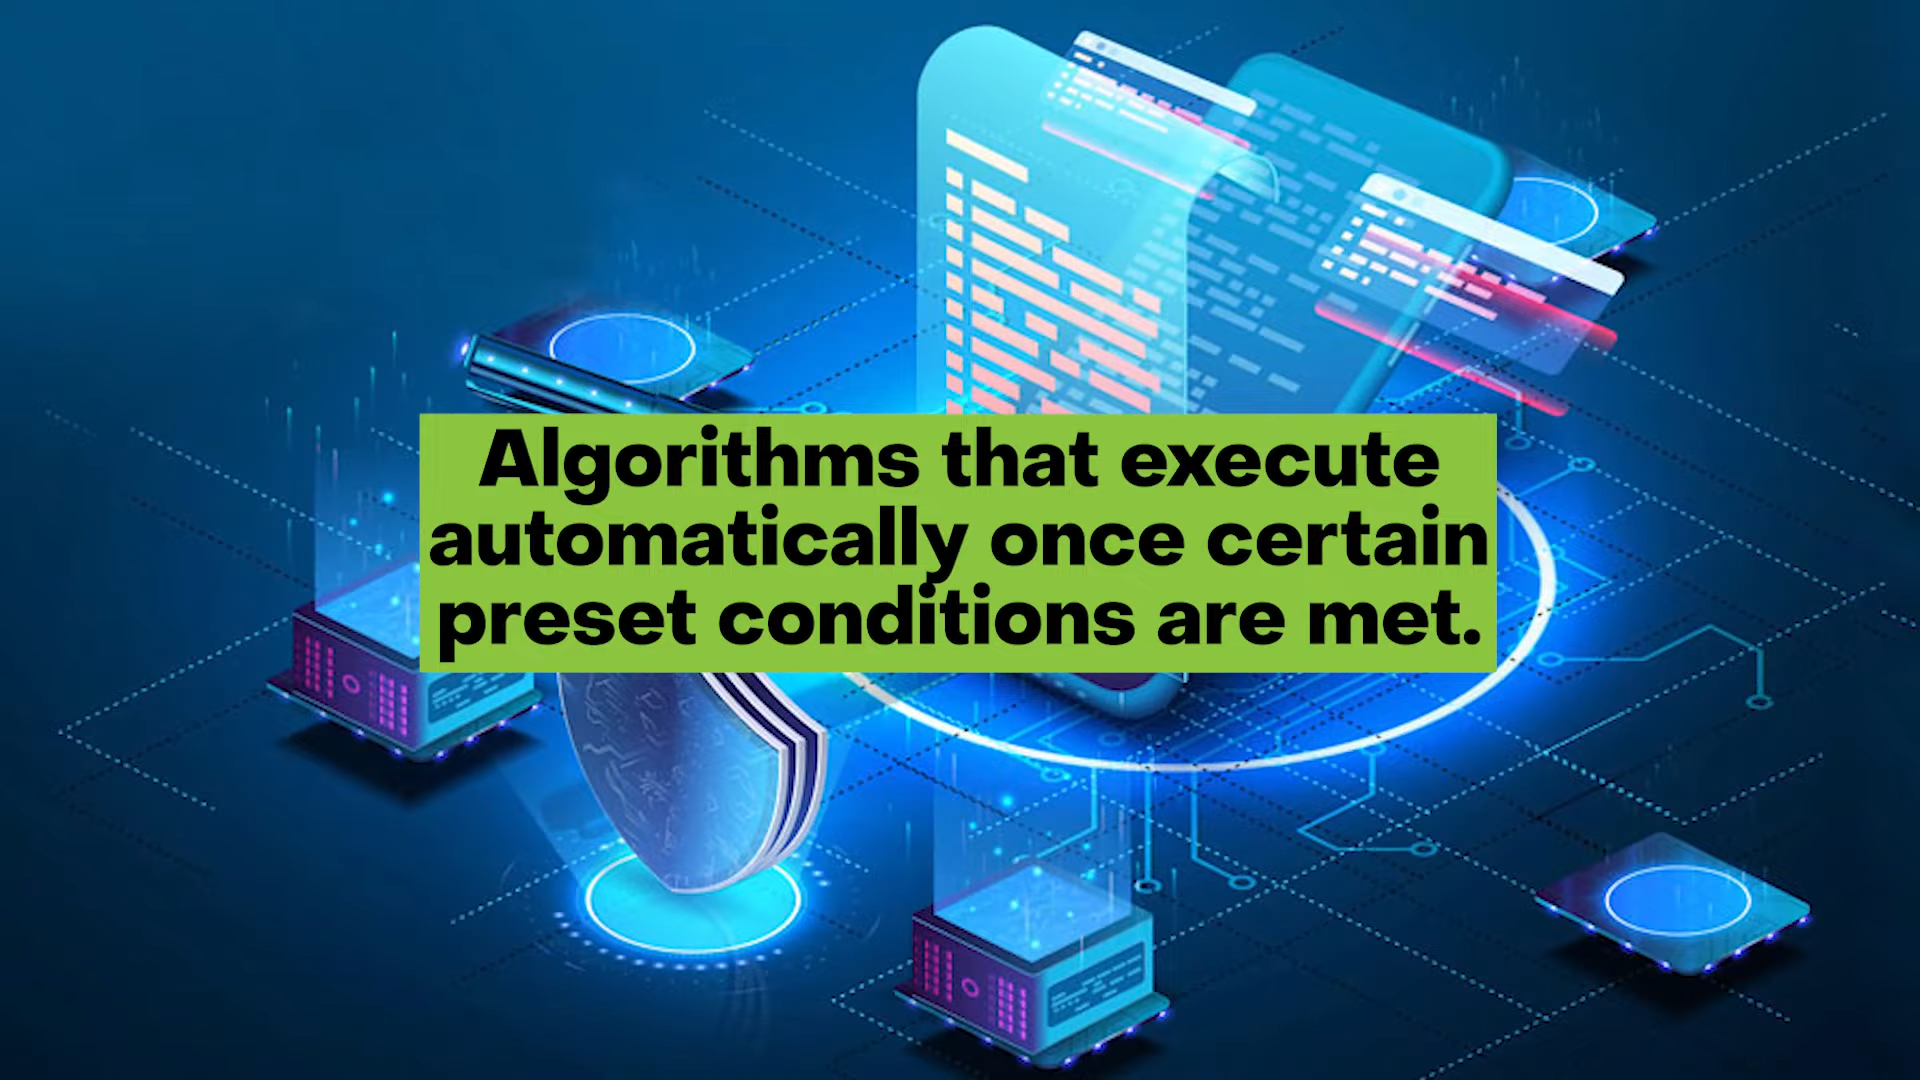 Algorithms that execute
automatically once certain
preset conditions are met.